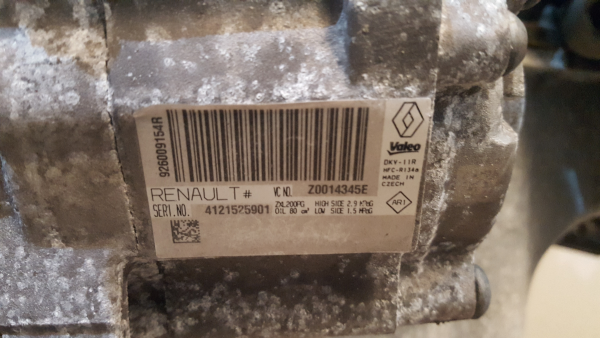 926009154R
Valeo
DKV-11R
HFC-R134a
MADE IN
CZECH
RENAULT # VC NO. Z0014345E
SERI.NO. 4121525901
ZXL200PG HIGH SIDE 2.9 MPaG
OIL 80 cm³ LOW SIDE 1.5 MPaG
AR1